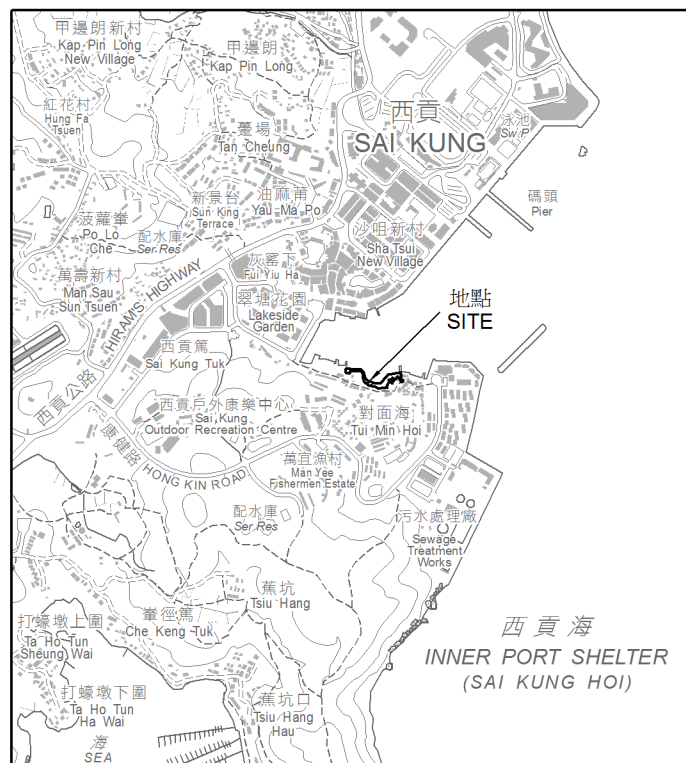 甲邊朗新村
Kap Pin Long
New Village
甲邊朗
Kap Pin Long
紅花村
Hung Fa
Tsuen
躉場
Tan Cheung
西貢
SAI KUNG
泳池
Sw P
碼頭
Pier
新景台
Sun King
Terrace
油麻莆
Yau Ma Po
菠蘿輋
Po Lo
Che
配水庫
Ser Res
沙咀新村
Sha Tsui
New Village
灰窰下
Fui Yiu Ha
萬壽新村
Man Sau
Sun Tsuen
HIRAM'S HIGHWAY
西貢公路
翠塘花園
Lakeside
Garden
地點
SITE
西貢篤
Sai Kung Tuk
西貢戶外康樂中心
Sai Kung
Outdoor Recreation Centre
對面海
Tui Min Hoi
康健路 HONG KIN ROAD
萬宜漁村
Man Yee
Fishermen Estate
配水庫
Ser Res
污水處理廠
Sewage
Treatment
Works
蕉坑
Tsiu Hang
輋徑篤
Che Keng Tuk
打蠔墩上圍
Ta Ho Tun
Sheung Wai
西貢海
INNER PORT SHELTER
(SAI KUNG HOI)
打蠔墩下圍
Ta Ho Tun
Ha Wai
蕉坑口
Tsiu Hang
Hau
海
SEA